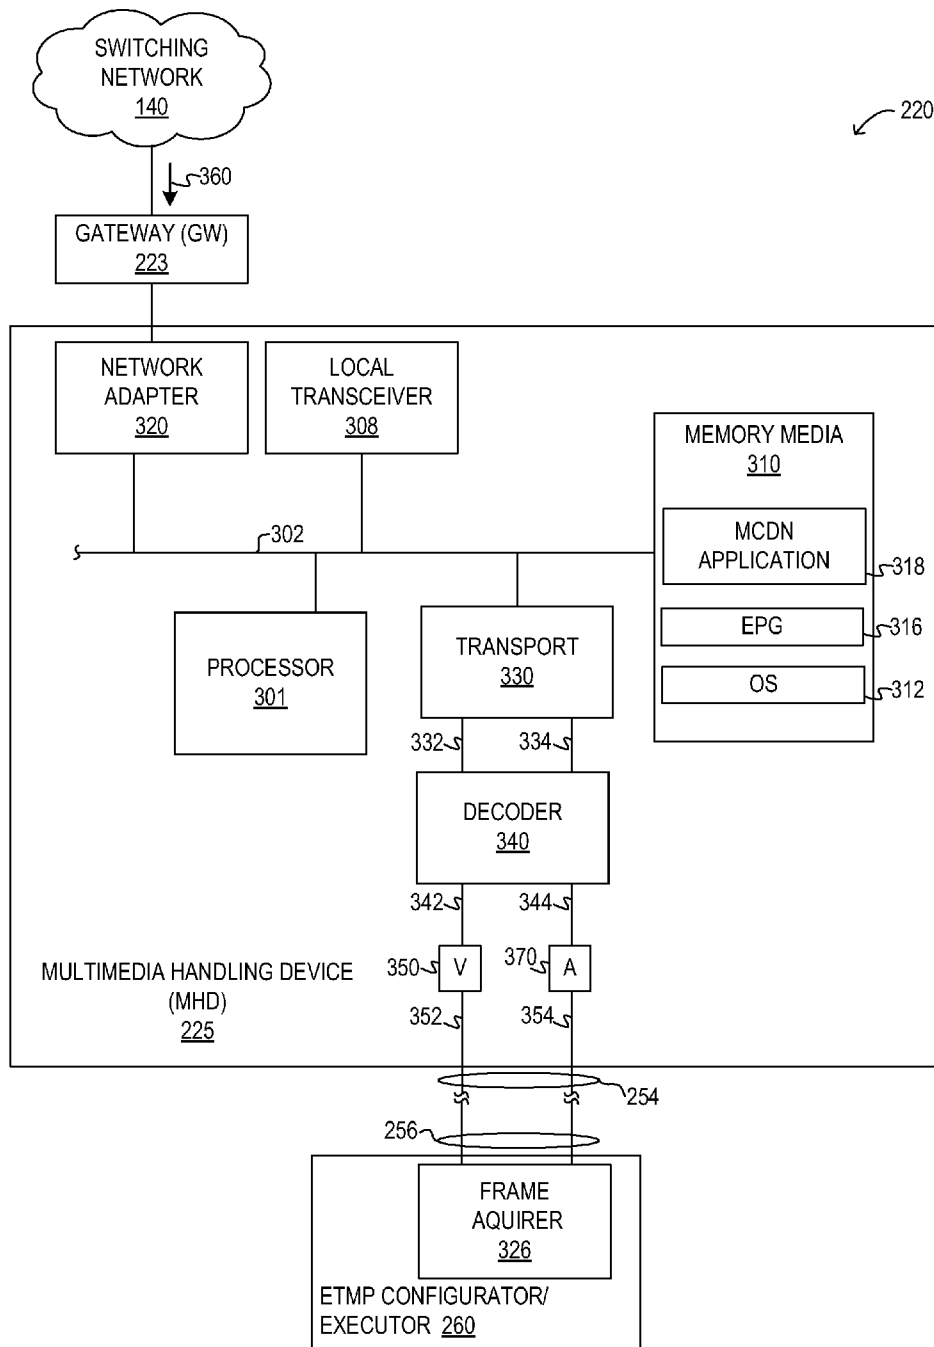 SWITCHING
NETWORK
140
220
360
GATEWAY (GW)
223
NETWORK
ADAPTER
320
LOCAL
TRANSCEIVER
308
MEMORY MEDIA
310
MCDN
APPLICATION
318
302
EPG
316
OS
312
PROCESSOR
301
TRANSPORT
330
332
334
DECODER
340
342
344
350
V
370
A
MULTIMEDIA HANDLING DEVICE
(MHD)
225
352
354
254
256
FRAME
AQUIRER
326
ETMP CONFIGURATOR/
EXECUTOR 260